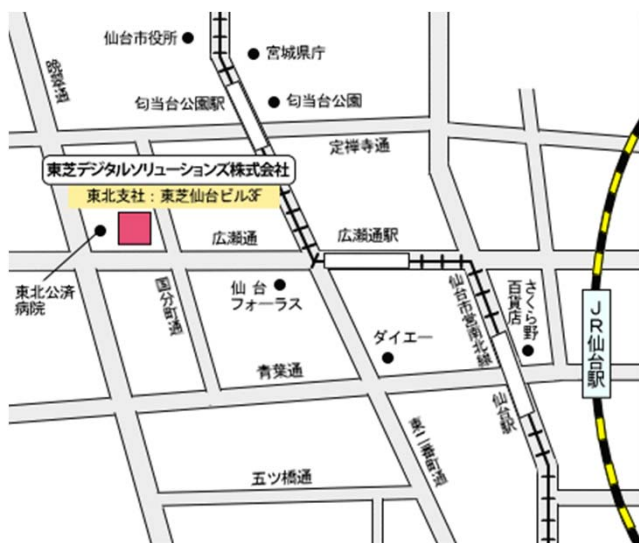 仙台市役所
宮城県庁
晩翠通
勾当台公園駅
勾当台公園
定禅寺通
東芝デジタルソリューションズ株式会社
東北支社：東芝仙台ビル3F
広瀬通
広瀬通駅
東北公済
病院
国分町通
仙台
フォーラス
仙台市営南北線
さくら野
百貨店
JR仙台駅
ダイエー
青葉通
仙台駅
東二番町通
五ツ橋通